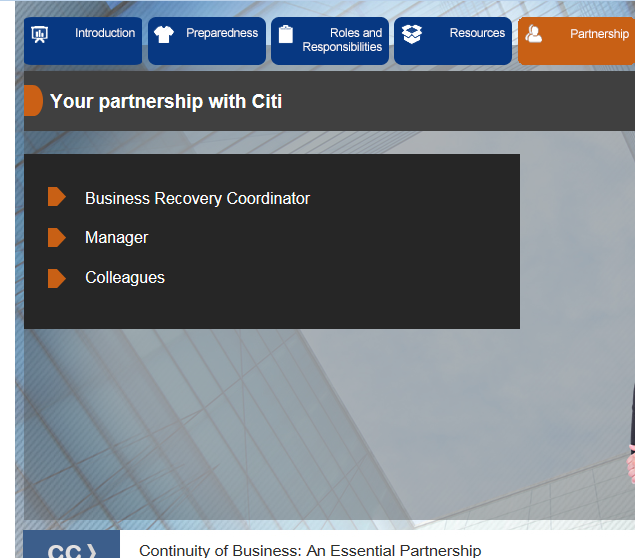 Introduction
Preparedness
Roles and
Responsibilities
Resources
Partnership
Your partnership with Citi
Business Recovery Coordinator
Manager
Colleagues
CC
Continuity of Business: An Essential Partnership